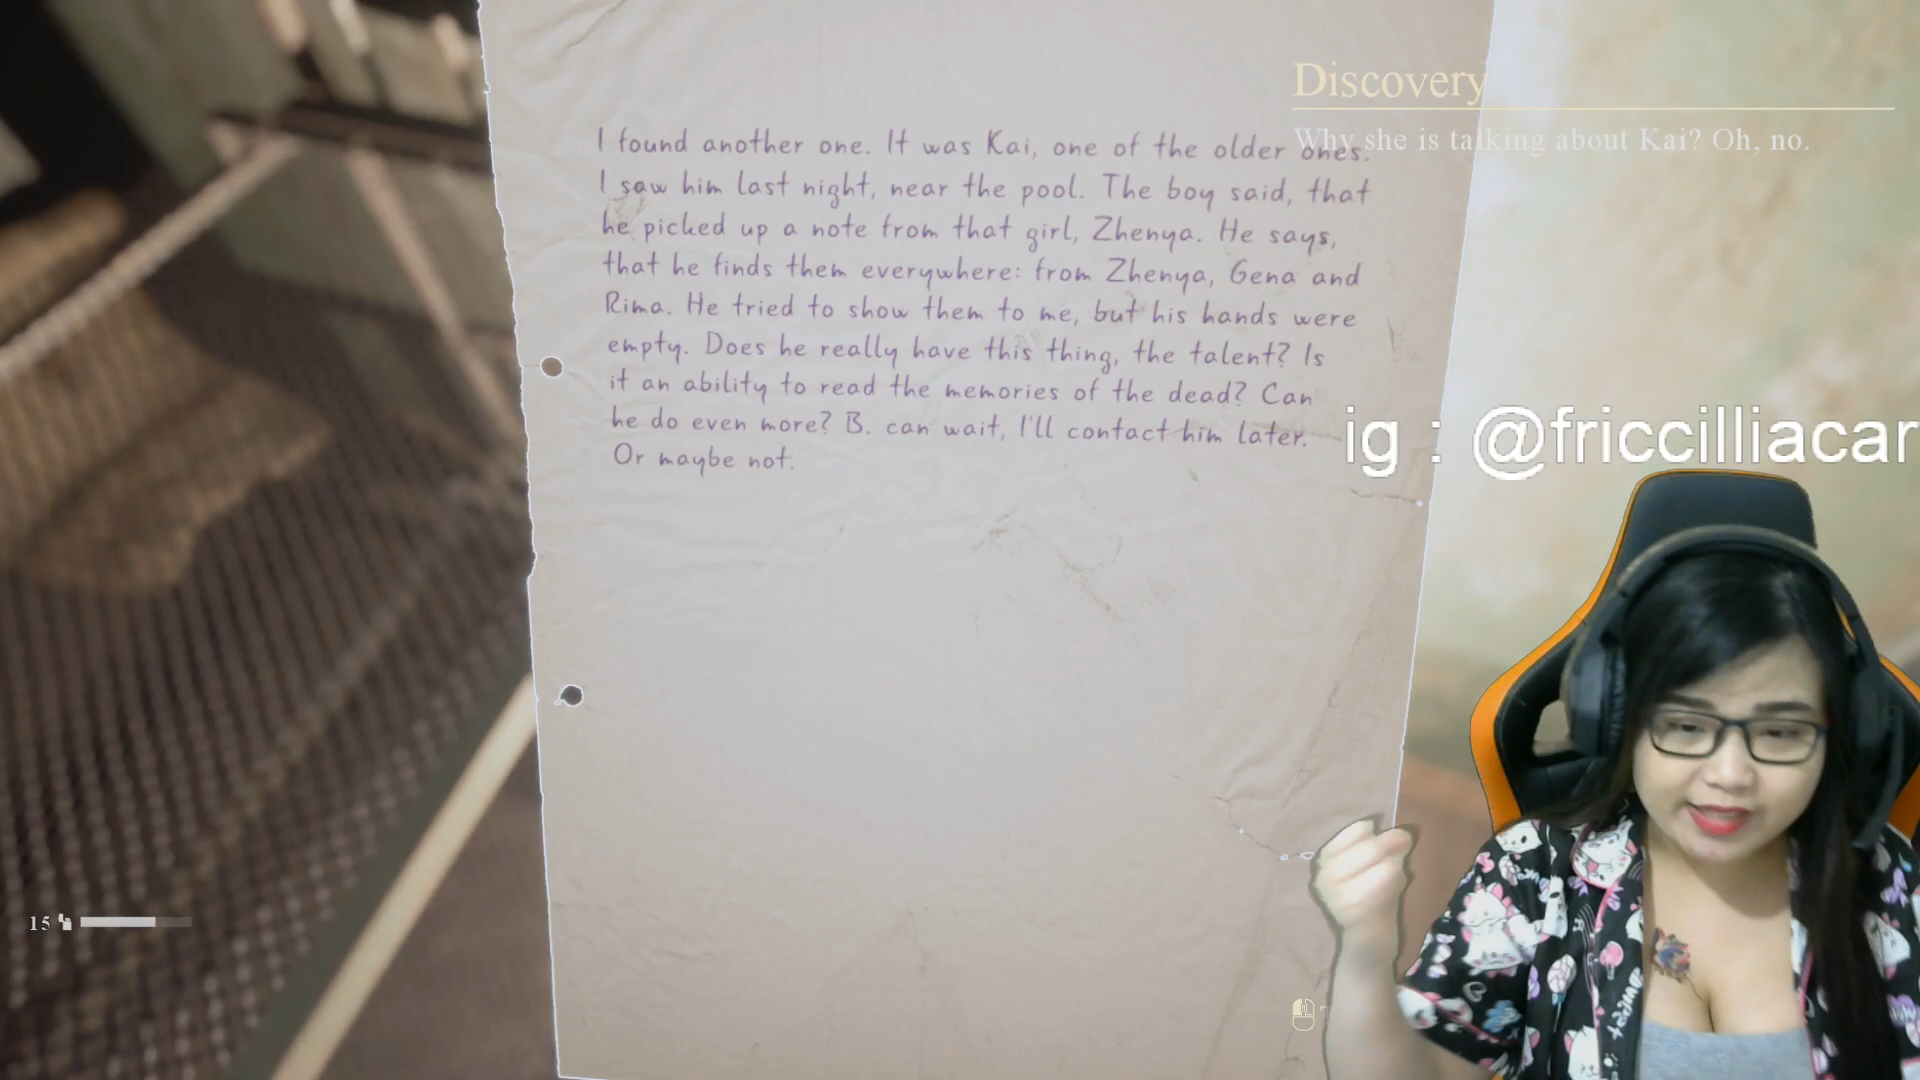 Discovery
Why she is talking about Kai? Oh, no.
I found another one. It was Kai, one of the older ones.
I saw him last night, near the pool. The boy said, that
he picked up a note from that girl, Zhenya. He says,
that he finds them everywhere: from Zhenya, Gena and
Rima. He tried to show them to me, but his hands were
empty. Does he really have this thing, the talent? Is
it an ability to read the memories of the dead? Can
he do even more? B. can wait, I'll contact him later.
Or maybe not.
ig : @friccilliacar
15